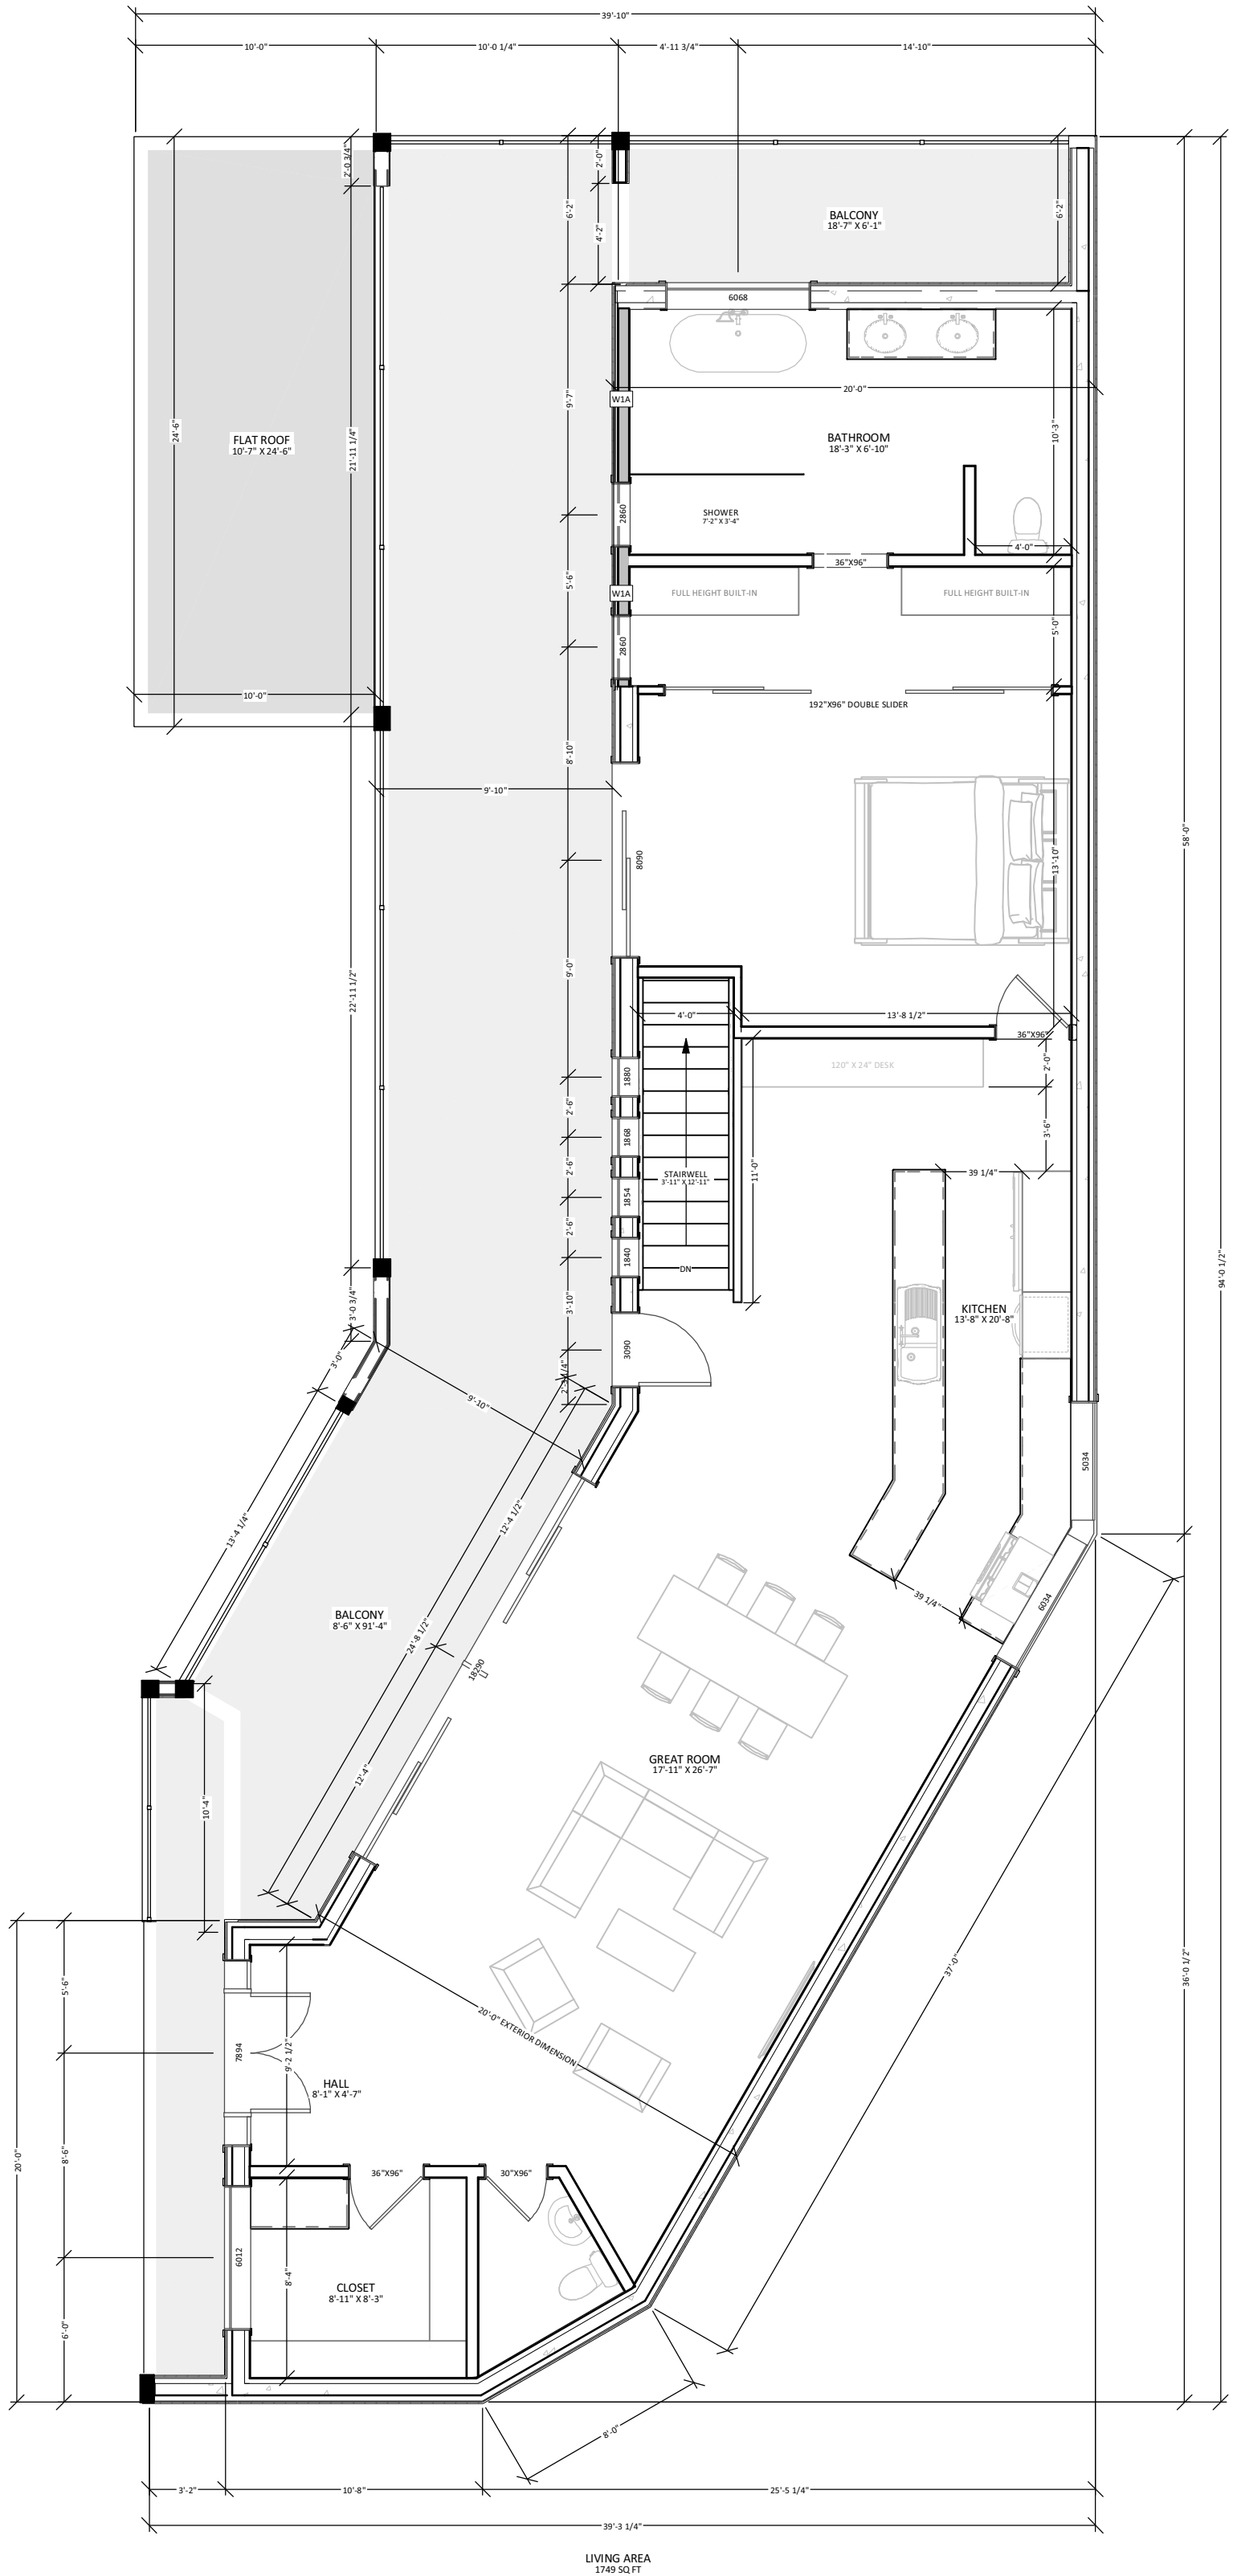 39'-10"
10'-0"
10'-0 1/4"
4'-11 3/4"
14'-10"
2'-0 3/4"
6'-2"
2'-0"
4'-2"
BALCONY
18'-7" X 6'-1"
6'-2"
6068
20'-0"
W1A
9'-7"
24'-6"
FLAT ROOF
10'-7" X 24'-6"
21'-11 1/4"
BATHROOM
18'-3" X 6'-10"
10'-3"
SHOWER
7'-2" X 3'-4"
2860
4'-0"
36"X96"
5'-6"
W1A
FULL HEIGHT BUILT-IN
FULL HEIGHT BUILT-IN
5'-0"
2860
10'-0"
192"X96" DOUBLE SLIDER
8'-10"
9'-10"
58'-0"
8090
13'-10"
9'-0"
22'-11 1/2"
4'-0"
13'-8 1/2"
36"X96"
2'-0"
120" X 24" DESK
1880
2'-6"
3'-6"
1868
2'-6"
11'-0"
STAIRWELL
3'-11" X 12'-11"
39 1/4"
1854
2'-6"
1840
DN
94'-0 1/2"
3'-0 3/4"
3'-10"
KITCHEN
13'-8" X 20'-8"
3090
3'-0"
9'-10"
5034
12'-4 1/2"
13'-4 1/4"
39 1/4"
6034
BALCONY
8'-6" X 91'-4"
24'-8 1/2"
18290
GREAT ROOM
17'-11" X 26'-7"
12'-4"
10'-4"
37'-0"
36'-0 1/2"
5'-6"
20'-0" EXTERIOR DIMENSION
7894
9'-2 1/2"
HALL
8'-1" X 4'-7"
20'-0"
8'-6"
36"X96"
30"X96"
6012
8'-4"
CLOSET
8'-11" X 8'-3"
6'-0"
8'-0"
3'-2"
10'-8"
25'-5 1/4"
39'-3 1/4"
LIVING AREA
1749 SQ FT